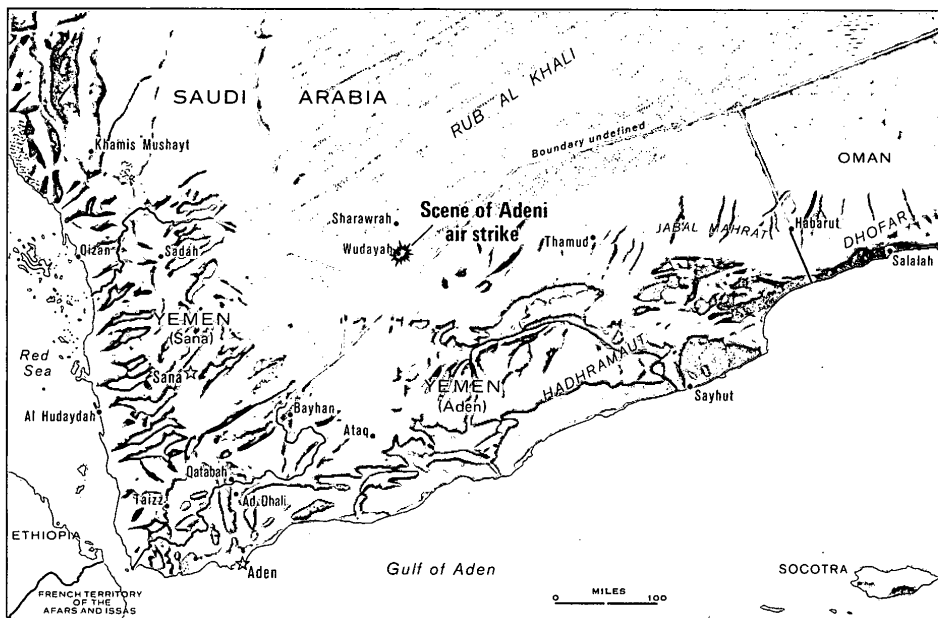 SAUDI ARABIA
RUB AL KHALI
Boundary undefined
OMAN
Khamis Mushayt
Sharawrah
Scene of Adeni
air strike
Wudayah
Thamud
JABAL MAHRAT
Habarut
DHOFAR
Salalah
Qizan
Sadah
YEMEN
(Sana)
Red
Sea
Sana
YEMEN
(Aden)
HADHRAMAUT
Sayhut
Al Hudaydah
Bayhan
Ataq
Qatabah
Taizz
Ad Dhali
ETHIOPIA
Aden
Gulf of Aden
SOCOTRA
FRENCH TERRITORY
OF THE
AFARS AND ISSAS
MILES
0 100